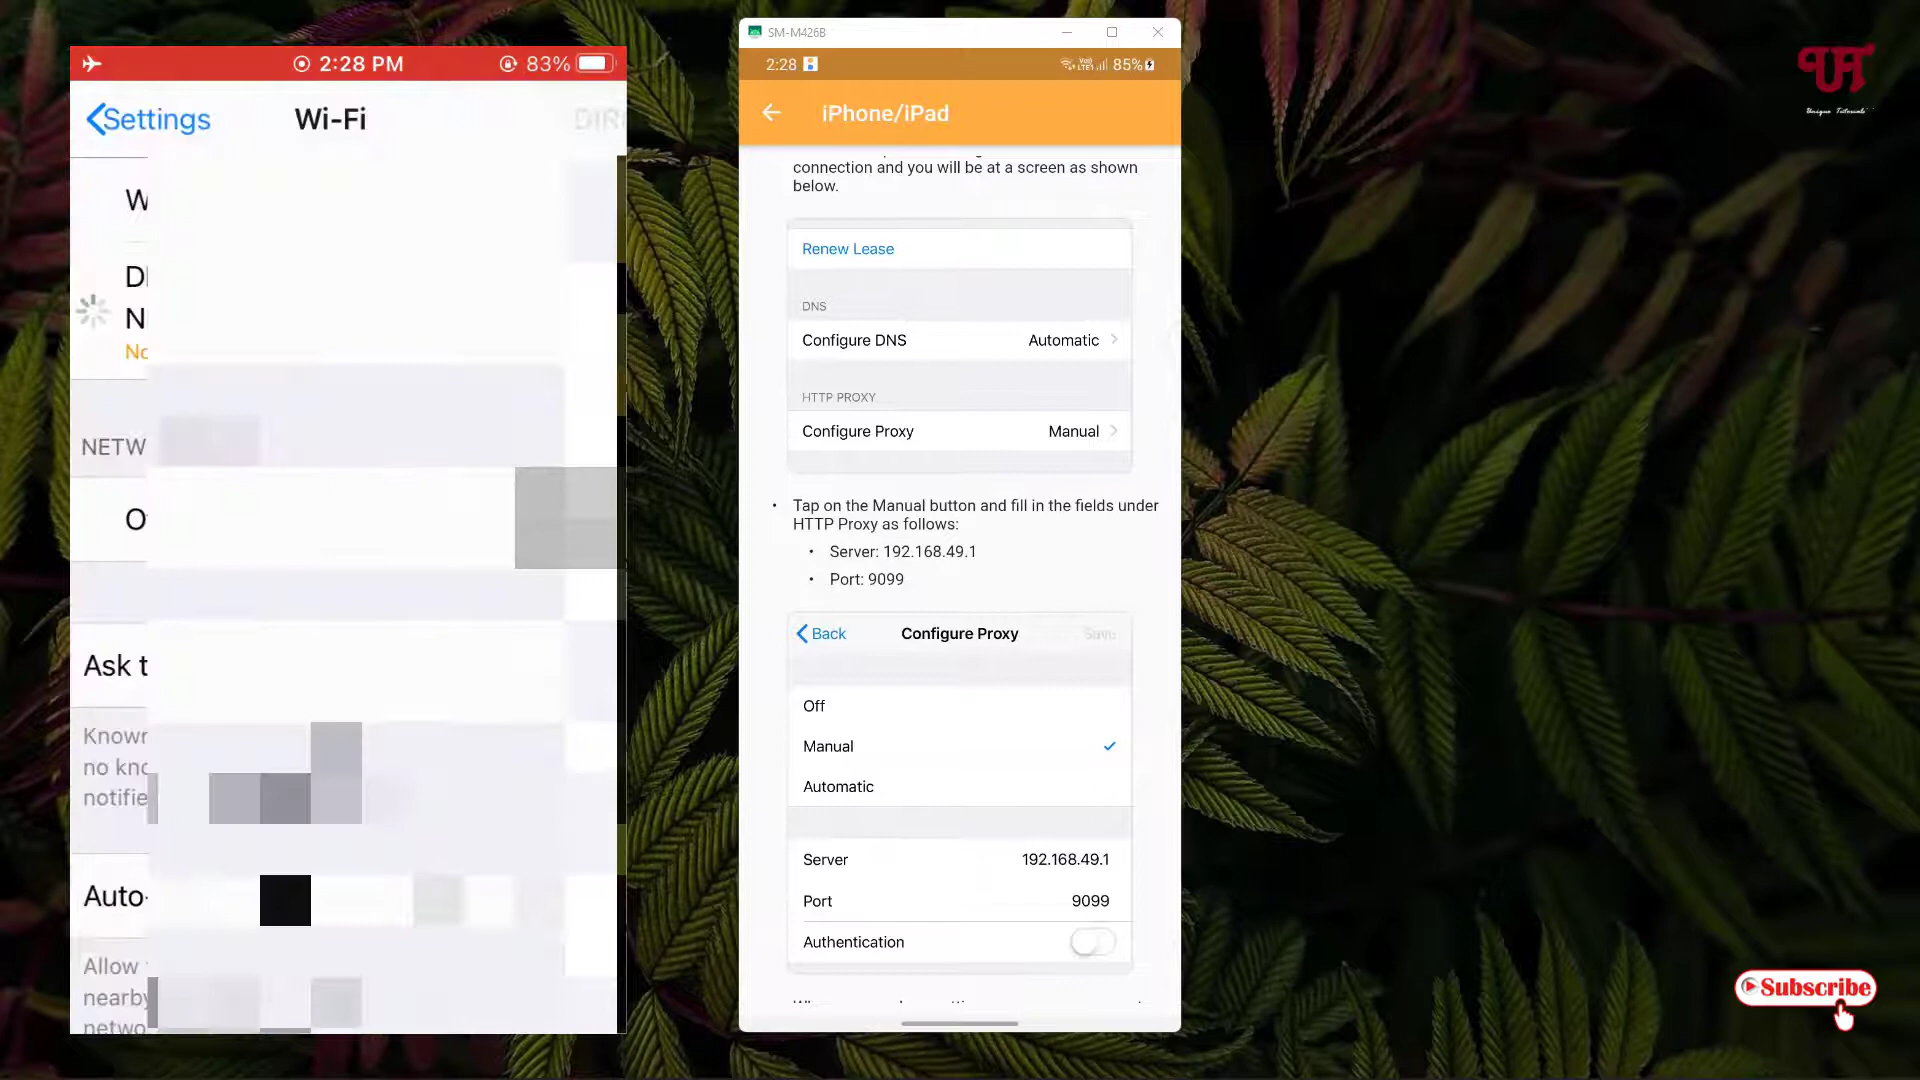 2:28 PM
83%
Settings
Wi-Fi
DIR
W
D
N
No
NETW
O
Ask t
Known
no kno
notifie
Auto-
Allow
nearby
netwo
SM-M426B
2:28
85%
iPhone/iPad
connection and you will be at a screen as shown
below.
Renew Lease
DNS
Configure DNS Automatic
HTTP PROXY
Configure Proxy Manual
• Tap on the Manual button and fill in the fields under
HTTP Proxy as follows:
• Server: 192.168.49.1
• Port: 9099
Back Configure Proxy Save
Off
Manual
Automatic
Server 192.168.49.1
Port 9099
Authentication
UT
Unique Tutorials
Subscribe